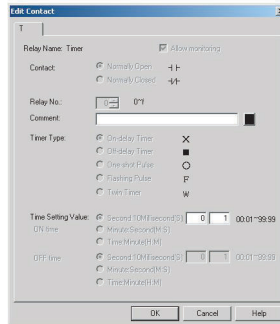 Edit Contact
T
Relay Name: Timer
Allow monitoring
Contact:
Normally Open
Normally Closed
Relay No.: 0
Comment:
Timer Type:
On-delay Timer X
Off-delay Timer
One-shot Pulse
Flashing Pulse F
Twin Timer W
Time Setting Value:
ON time
Second:10Millisecond(S) 0 1 00:01~99:99
Minute:Second(M:S)
Time:Minute(H:M)
OFF time
Second:10Millisecond(S) 0 1 00:01~99:99
Minute:Second(M:S)
Time:Minute(H:M)
OK Cancel Help